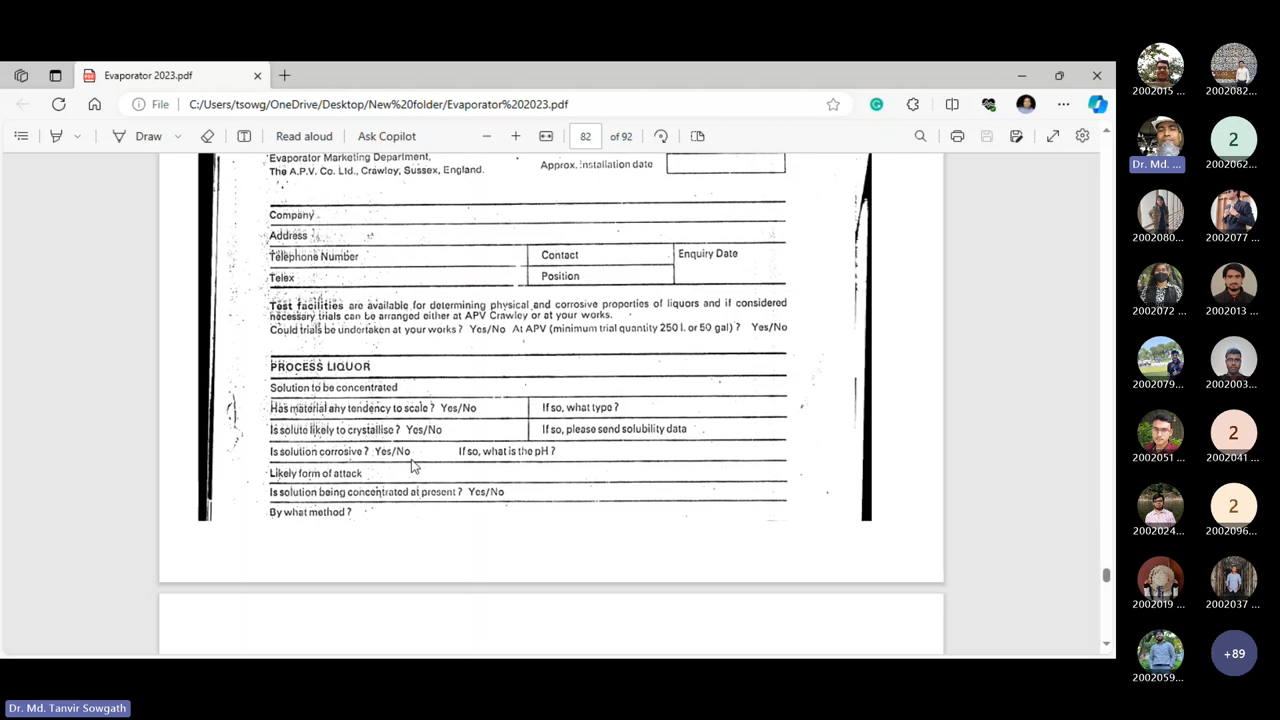 Evaporator 2023.pdf
File
C:/Users/tsowg/OneDrive/Desktop/New%20folder/Evaporator%202023.pdf
Draw
Read aloud
Ask Copilot
82
of 92
Evaporator Marketing Department,
The A.P.V. Co. Ltd., Crawley, Sussex, England.
Approx. installation date
Company
Address
Telephone Number
Contact
Enquiry Date
Telex
Position
Test facilities are available for determining physical and corrosive properties of liquors and if considered
necessary trials can be arranged either at APV Crawley or at your works.
Could trials be undertaken at your works ? Yes/No At APV (minimum trial quantity 250 l. or 50 gal) ? Yes/No
PROCESS LIQUOR
Solution to be concentrated
Has material any tendency to scale ? Yes/No
If so, what type ?
Is solute likely to crystallise ? Yes/No
If so, please send solubility data
Is solution corrosive ? Yes/No
If so, what is the pH ?
Likely form of attack
Is solution being concentrated at present ? Yes/No
By what method ?
2002015 ...
2002082...
Dr. Md. ...
2
2002062...
2002080...
2002077...
2002072 ...
2002013 ...
2002079...
2002003...
2002051 ...
2
2002041 ...
2002024...
2
2002096...
2002019 ...
2002037 ...
2002059...
+89
Dr. Md. Tanvir Sowgath